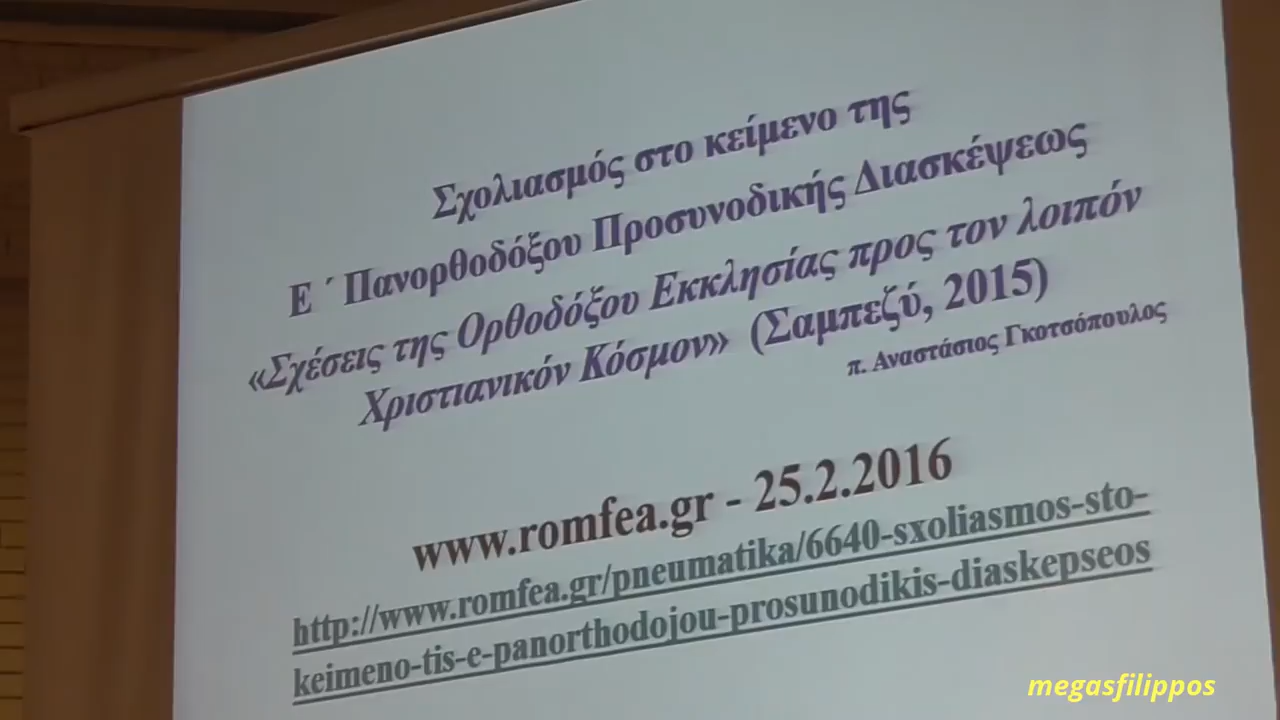 Σχολιασμός στο κείμενο της
Ε ΄ Πανορθοδόξου Προσυνοδικής Διασκέψεως
«Σχέσεις της Ορθοδόξου Εκκλησίας προς τον λοιπόν
Χριστιανικόν Κόσμον» (Σαμπεζύ, 2015)
π. Αναστάσιος Γκοτσόπουλος
www.romfea.gr - 25.2.2016
http://www.romfea.gr/pneumatika/6640-sxoliasmos-sto-
keimeno-tis-e-panorthodojou-prosunodikis-diaskepseos
megasfilippos